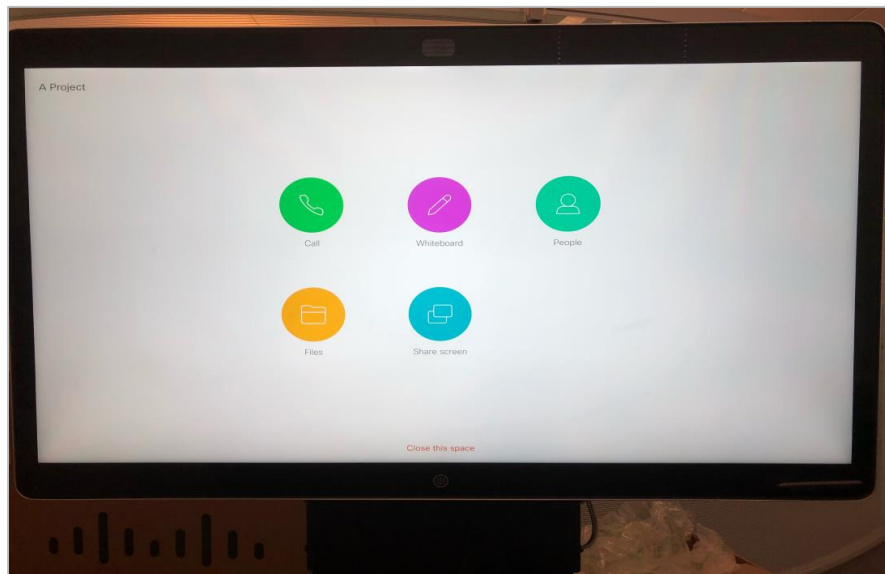 A Project
Call
Whiteboard
People
Files
Share screen
Close this space